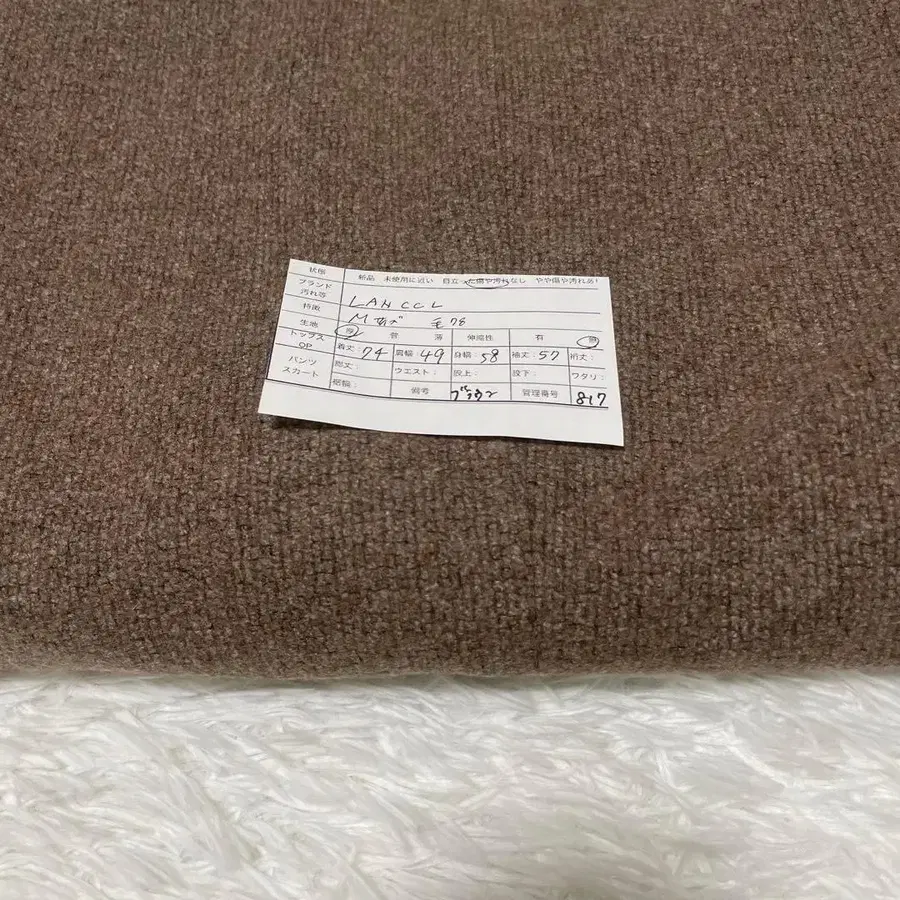 状態 新品 未使用に近い 目立った傷や汚れなし やや傷や汚れあり
ブランド LANCCL
汚れ等
特徴 M 毛78
生地 厚 普 薄 伸縮性 有 無
トップス OP 着丈:74 肩幅:49 身幅:58 袖丈:57 裄丈:
パンツ スカート 総丈: ウエスト: 股上: 股下: ワタリ:
裾幅: 備考 ブラウン 管理番号 817